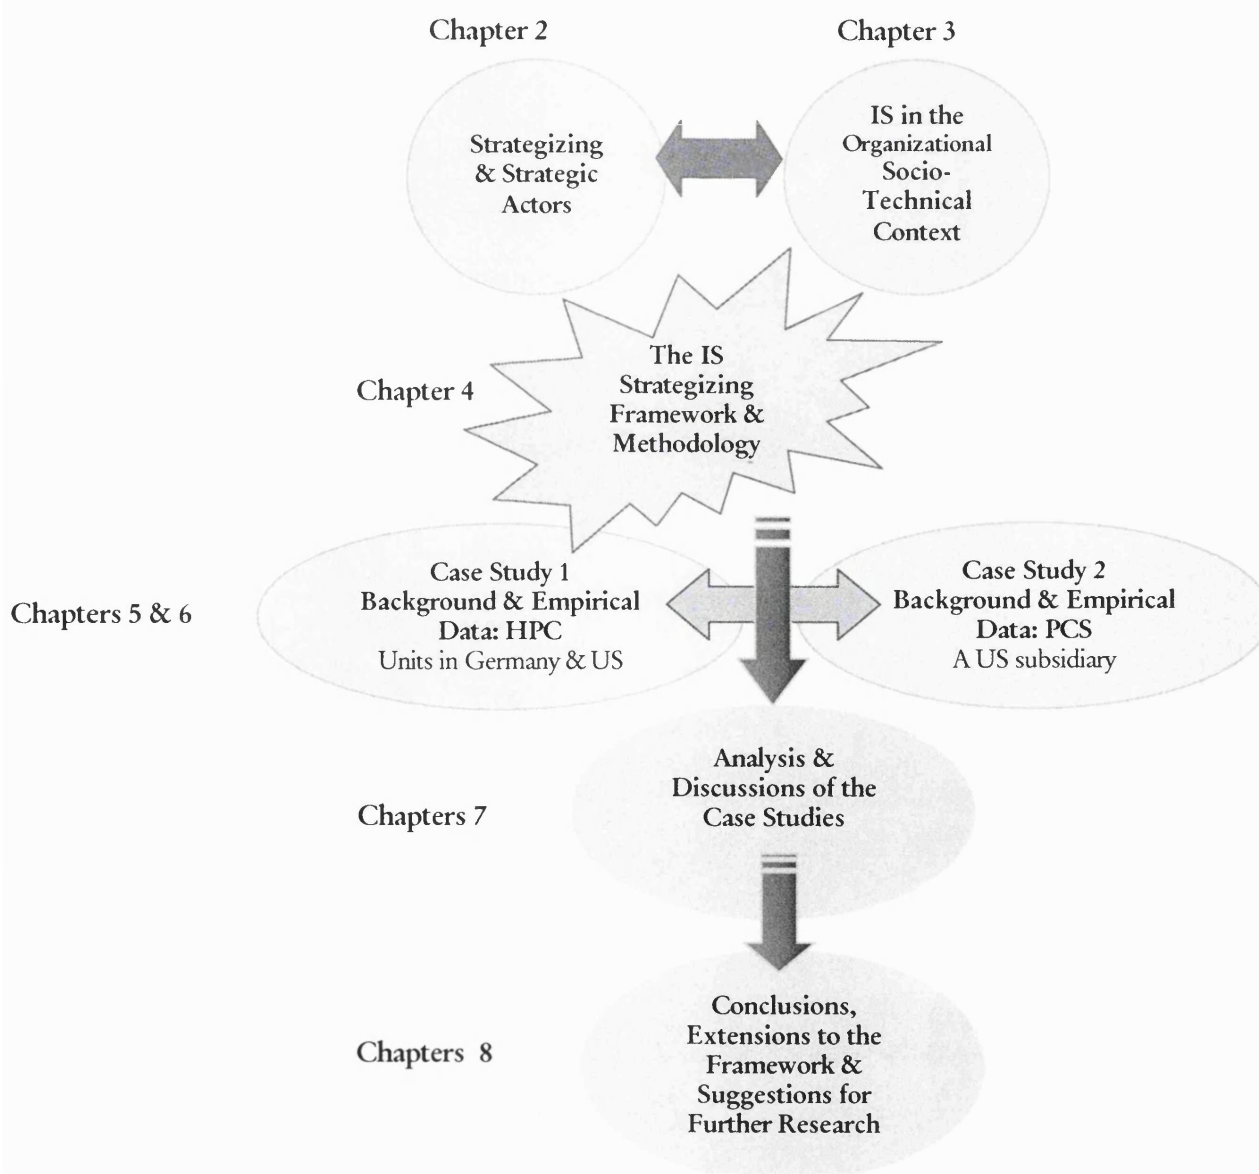 Chapter 2
Chapter 3
Strategizing
& Strategic
Actors
IS in the
Organizational
Socio-
Technical
Context
Chapter 4
The IS
Strategizing
Framework &
Methodology
Chapters 5 & 6
Case Study 1
Background & Empirical
Data: HPC
Units in Germany & US
Case Study 2
Background & Empirical
Data: PCS
A US subsidiary
Chapters 7
Analysis &
Discussions of the
Case Studies
Chapters 8
Conclusions,
Extensions to the
Framework &
Suggestions for
Further Research